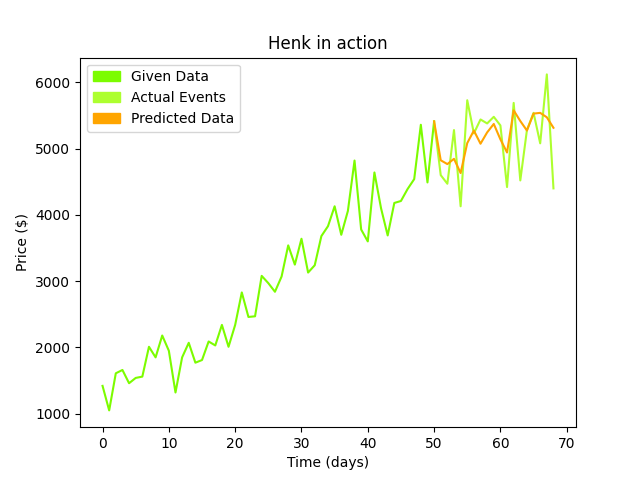 Henk in action
Given Data
Actual Events
Predicted Data
Price ($)
6000
5000
4000
3000
2000
1000
0 10 20 30 40 50 60 70
Time (days)